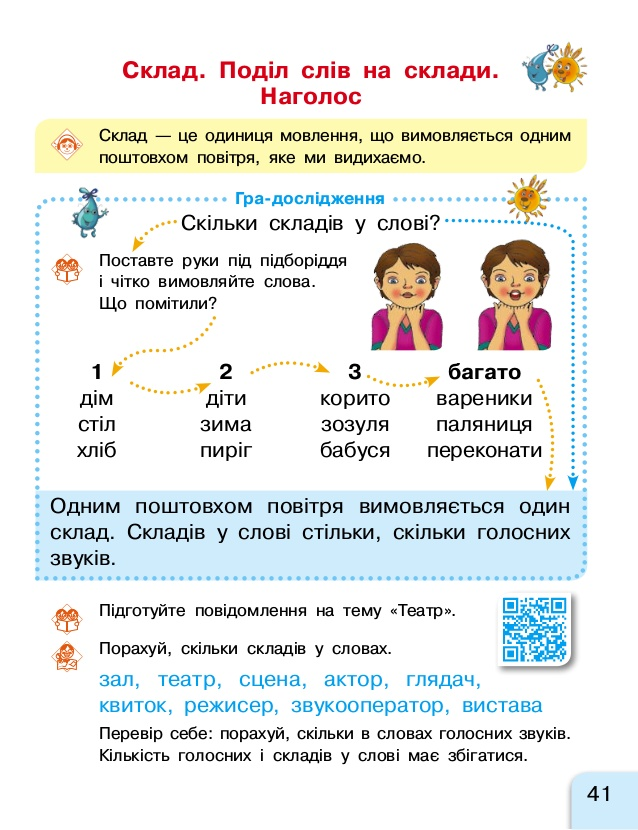 Склад. Поділ слів на склади.
Наголос
Склад — це одиниця мовлення, що вимовляється одним
поштовхом повітря, яке ми видихаємо.
Гра-дослідження
Скільки складів у слові?
Поставте руки під підборіддя
і чітко вимовляйте слова.
Що помітили?
1 2 3 багато
дім діти корито вареники
стіл зима зозуля паляниця
хліб пиріг бабуся переконати
Одним поштовхом повітря вимовляється один
склад. Складів у слові стільки, скільки голосних
звуків.
Підготуйте повідомлення на тему «Театр».
Порахуй, скільки складів у словах.
зал, театр, сцена, актор, глядач,
квиток, режисер, звукооператор, вистава
Перевір себе: порахуй, скільки в словах голосних звуків.
Кількість голосних і складів у слові має збігатися.
41